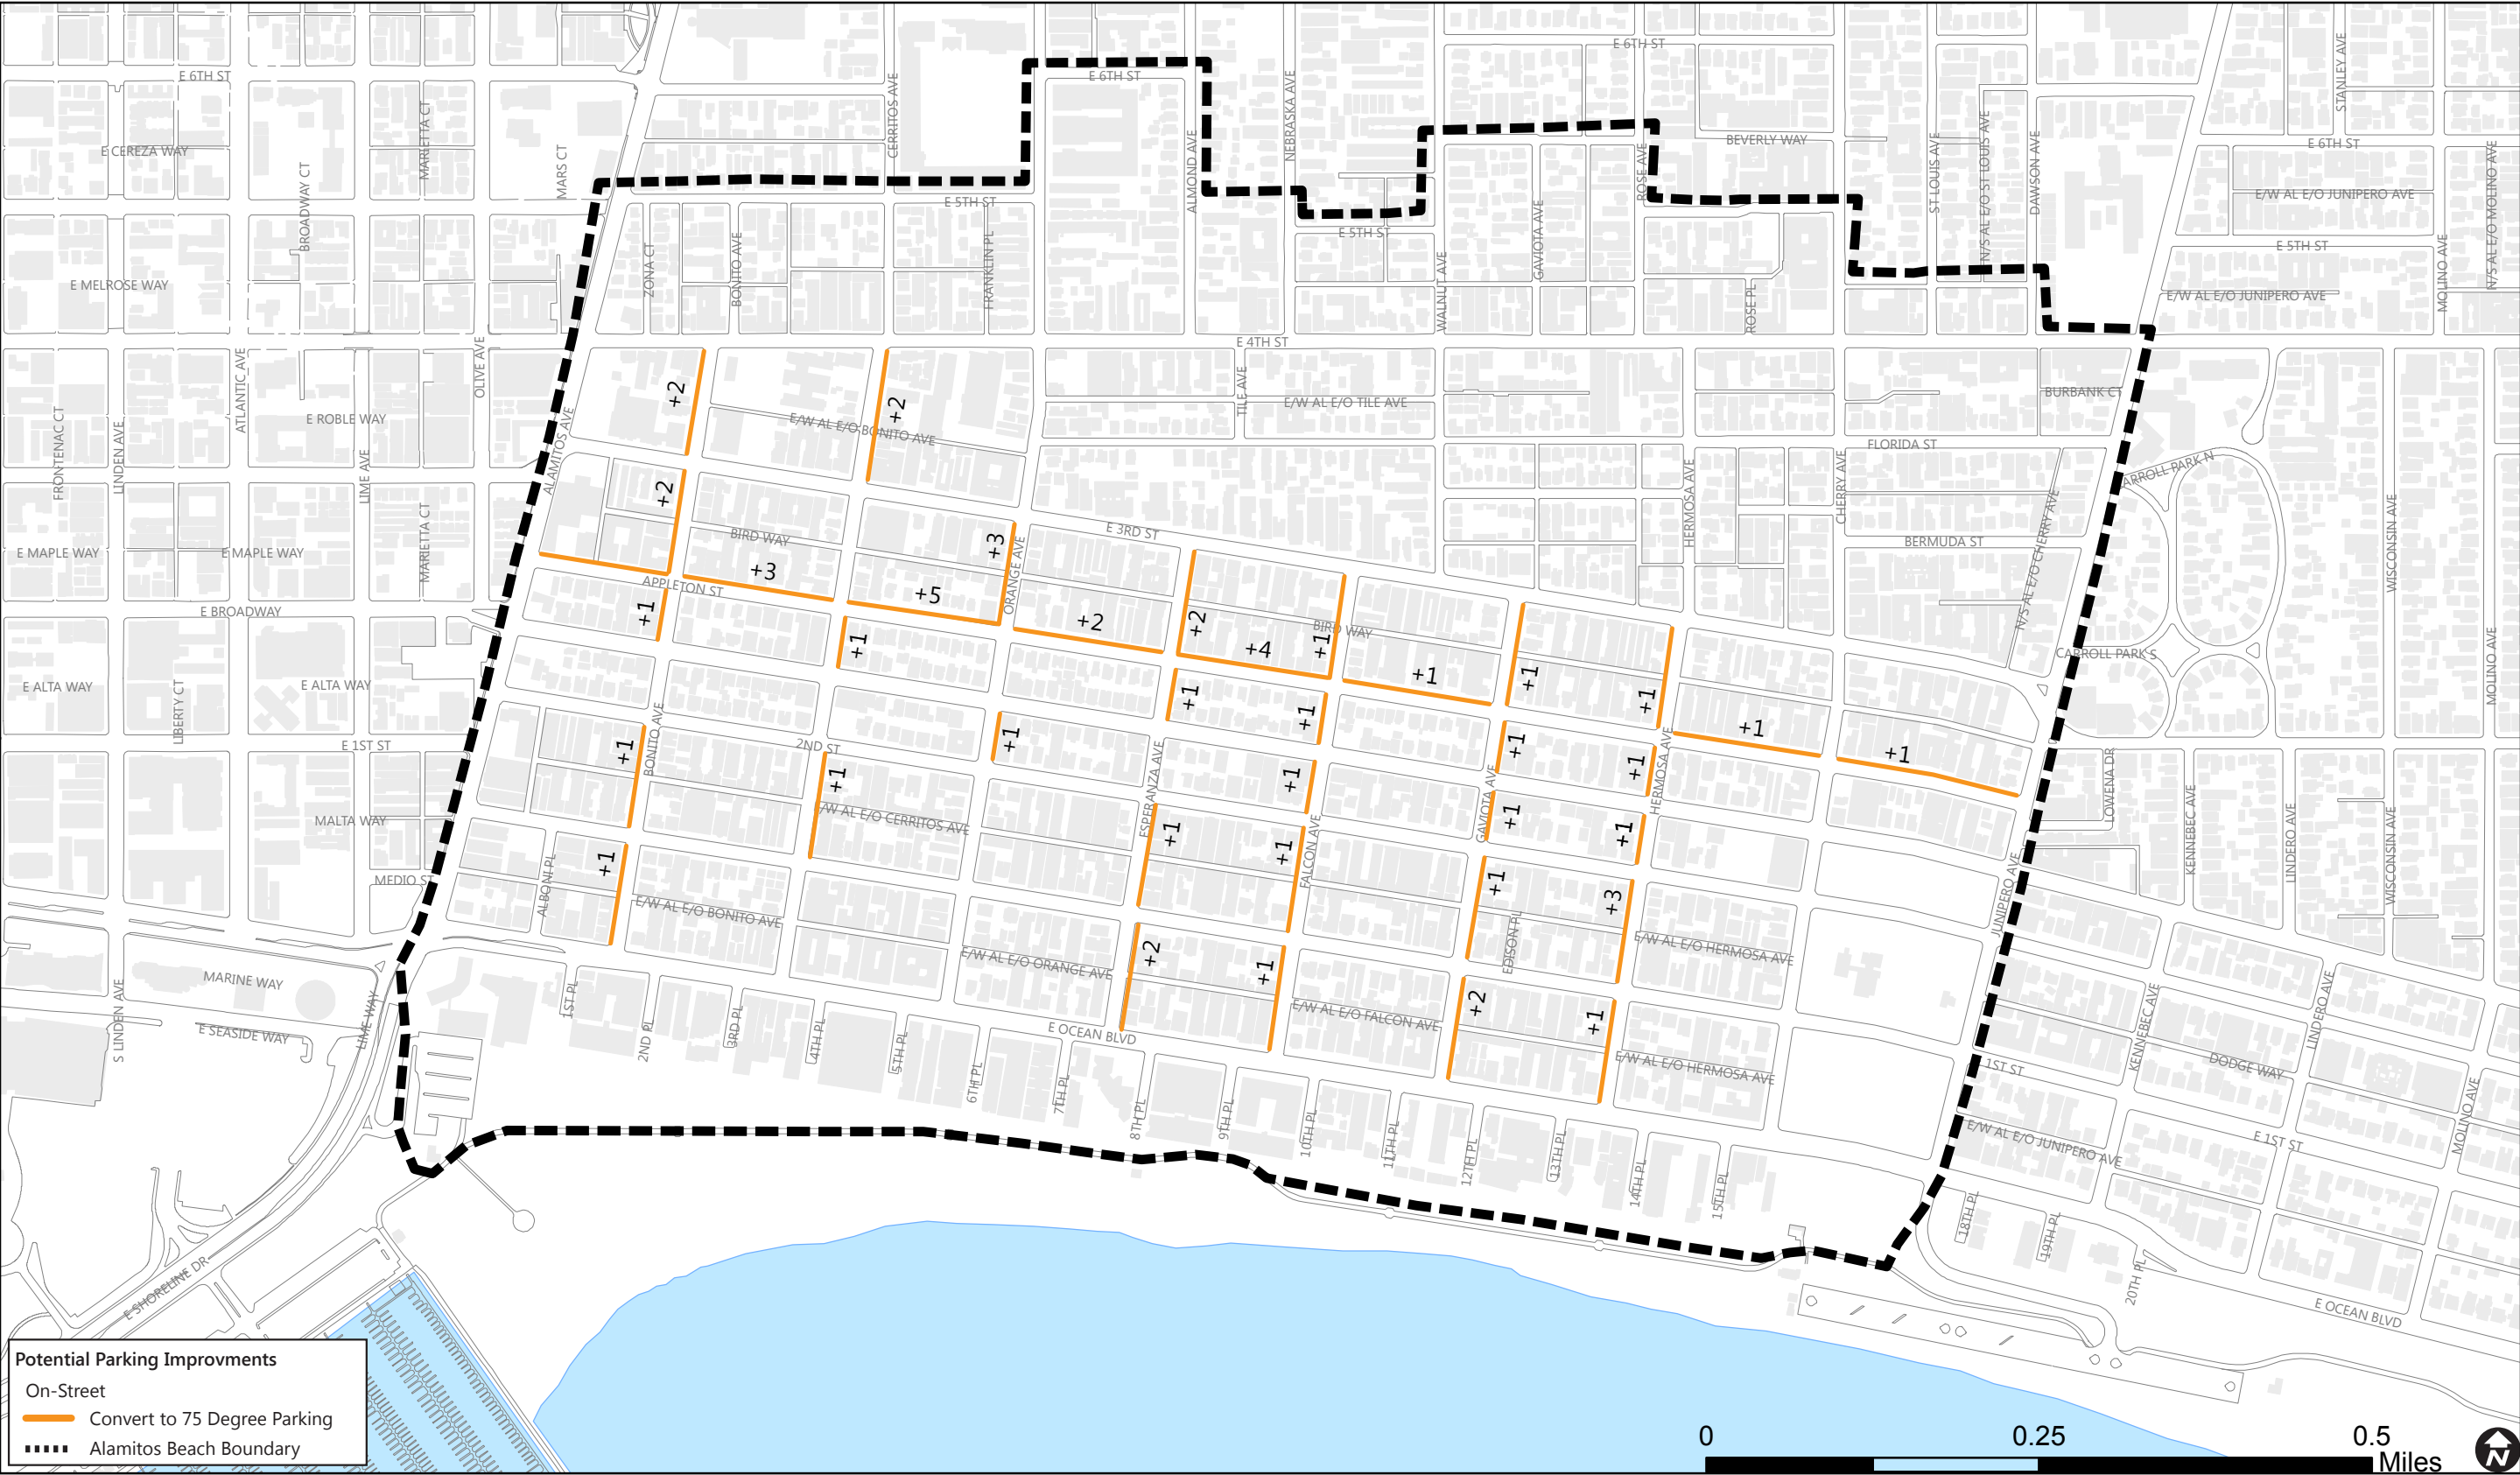 E 6TH ST
E 6TH ST
E 6TH ST
CERRITOS AVE
NEBRASKA AVE
STANLEY AVE
MARIETTA CT
E CEREZA WAY
BROADWAY CT
MARS CT
ALMOND AVE
ROSE AVE
BEVERLY WAY
ST LOUIS AVE
N/S AL E/O ST LOUIS AVE
DAWSON AVE
E 6TH ST
E/W AL E/O JUNIPERO AVE
N/S AL E/O MOLINO AVE
E 5TH ST
E 5TH ST
E 5TH ST
E MELROSE WAY
ZONA CT
BONITO AVE
FRANKLIN PL
WALNUT AVE
GAVIOTA AVE
ROSE PL
E/W AL E/O JUNIPERO AVE
MOLINO AVE
E 4TH ST
OLIVE AVE
ATLANTIC AVE
E ROBLE WAY
FRONTENAC CT
LINDEN AVE
LIME AVE
ALAMITOS AVE
+2
+2
E/W AL E/O BONITO AVE
TILE AVE
E/W AL E/O TILE AVE
BURBANK CT
FLORIDA ST
CHERRY AVE
HERMOSA AVE
CARROLL PARK N
+2
BIRD WAY
+3
+3
ORANGE AVE
E 3RD ST
BERMUDA ST
N/S AL E/O CHERRY AVE
WISCONSIN AVE
E MAPLE WAY
E MAPLE WAY
MARIETTA CT
APPLETON ST
+5
+2
+2
+4
+1
BIRD WAY
+1
+1
+1
+1
+1
CARROLL PARK S
MOLINO AVE
E BROADWAY
+1
+1
+1
+1
+1
+1
E ALTA WAY
LIBERTY CT
E ALTA WAY
E 1ST ST
+1
BONITO AVE
2ND ST
+1
+1
ESPERANZA AVE
+1
GAVIOTA AVE
+1
+1
HERMOSA AVE
LOWENA DR
KENNEBEC AVE
LINDERO AVE
WISCONSIN AVE
MALTA WAY
E/W AL E/O CERRITOS AVE
+1
+1
FALCON AVE
MEDIO ST
ALBONI PL
+1
E/W AL E/O BONITO AVE
+1
+3
EDISON PL
E/W AL E/O HERMOSA AVE
JUNIPERO AVE
E/W AL E/O ORANGE AVE
+2
+1
E/W AL E/O FALCON AVE
+2
+1
E/W AL E/O HERMOSA AVE
MARINE WAY
S LINDEN AVE
E SEASIDE WAY
LIME WAY
E OCEAN BLVD
1ST PL
2ND PL
3RD PL
4TH PL
5TH PL
6TH PL
7TH PL
8TH PL
9TH PL
10TH PL
11TH PL
12TH PL
13TH PL
14TH PL
15TH PL
18TH PL
19TH PL
20TH PL
1ST ST
KENNEBEC AVE
DODGE WAY
LINDERO AVE
E/W AL E/O JUNIPERO AVE
E 1ST ST
MOLINO AVE
E OCEAN BLVD
E SHORELINE DR
Potential Parking Improvments
On-Street
Convert to 75 Degree Parking
Alamitos Beach Boundary
0 0.25 0.5
Miles
N